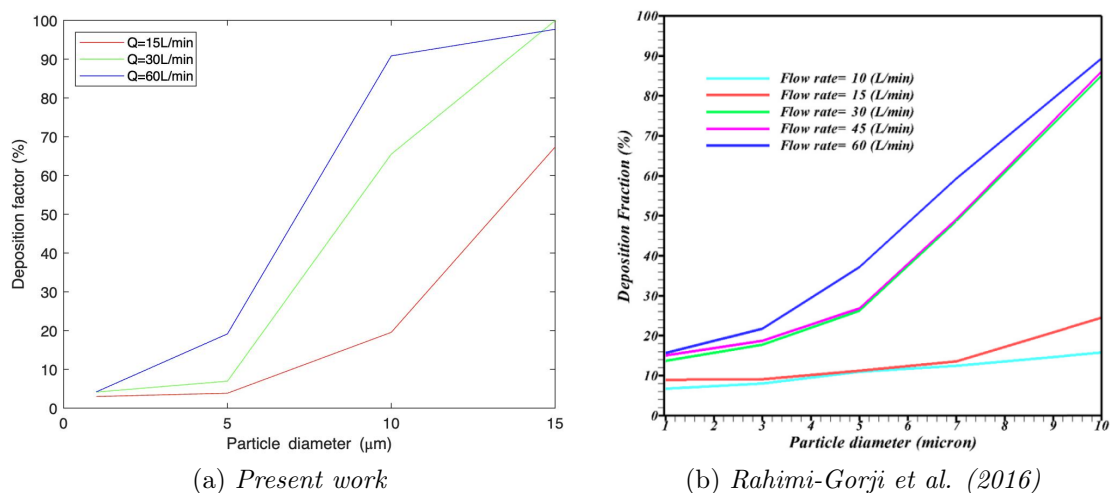 100
90
80
70
60
50
40
30
20
10
0
Deposition factor (%)
Q=15L/min
Q=30L/min
Q=60L/min
0 5 10 15
Particle diameter (μm)
(a) Present work
100
90
80
70
60
50
40
30
20
10
0
Deposition Fraction (%)
Flow rate= 10 (L/min)
Flow rate= 15 (L/min)
Flow rate= 30 (L/min)
Flow rate= 45 (L/min)
Flow rate= 60 (L/min)
1 2 3 4 5 6 7 8 9 10
Particle diameter (micron)
(b) Rahimi-Gorji et al. (2016)